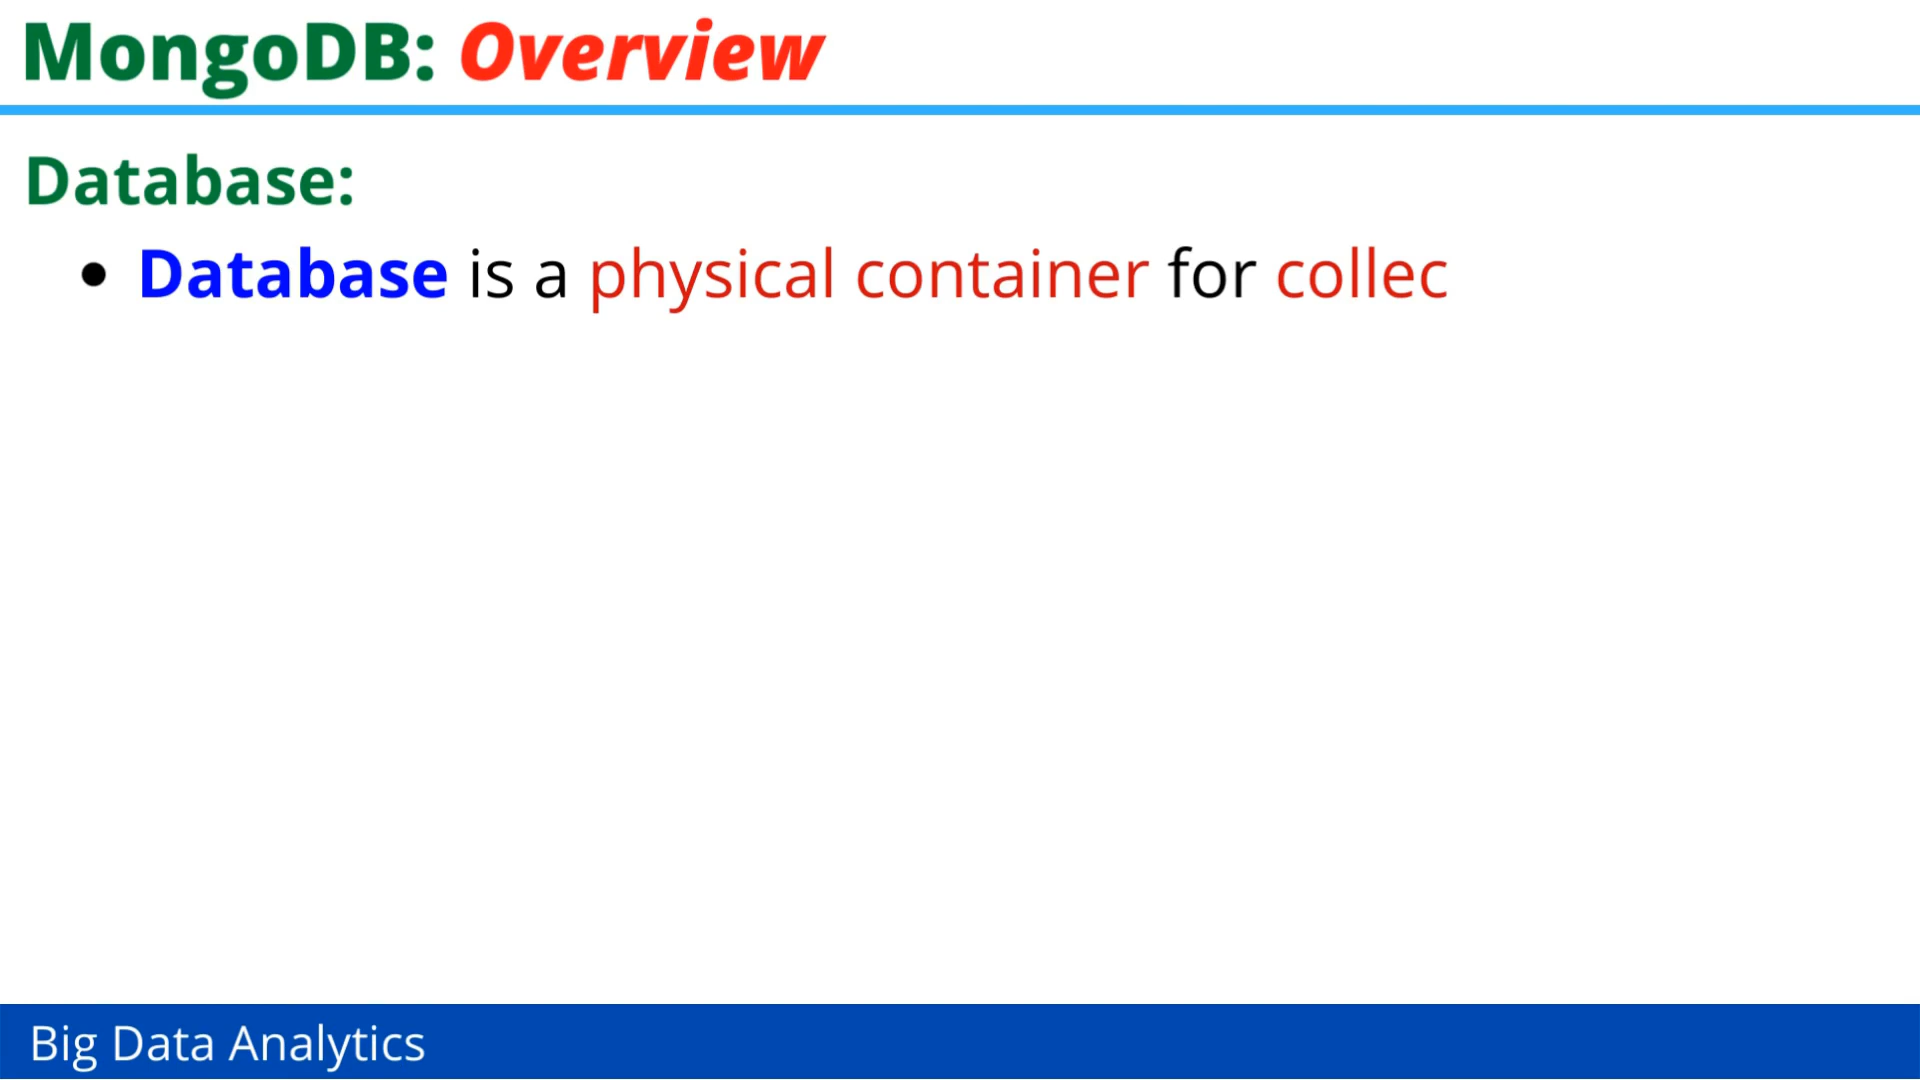 MongoDB: Overview
Database:
• Database is a physical container for collec
Big Data Analytics